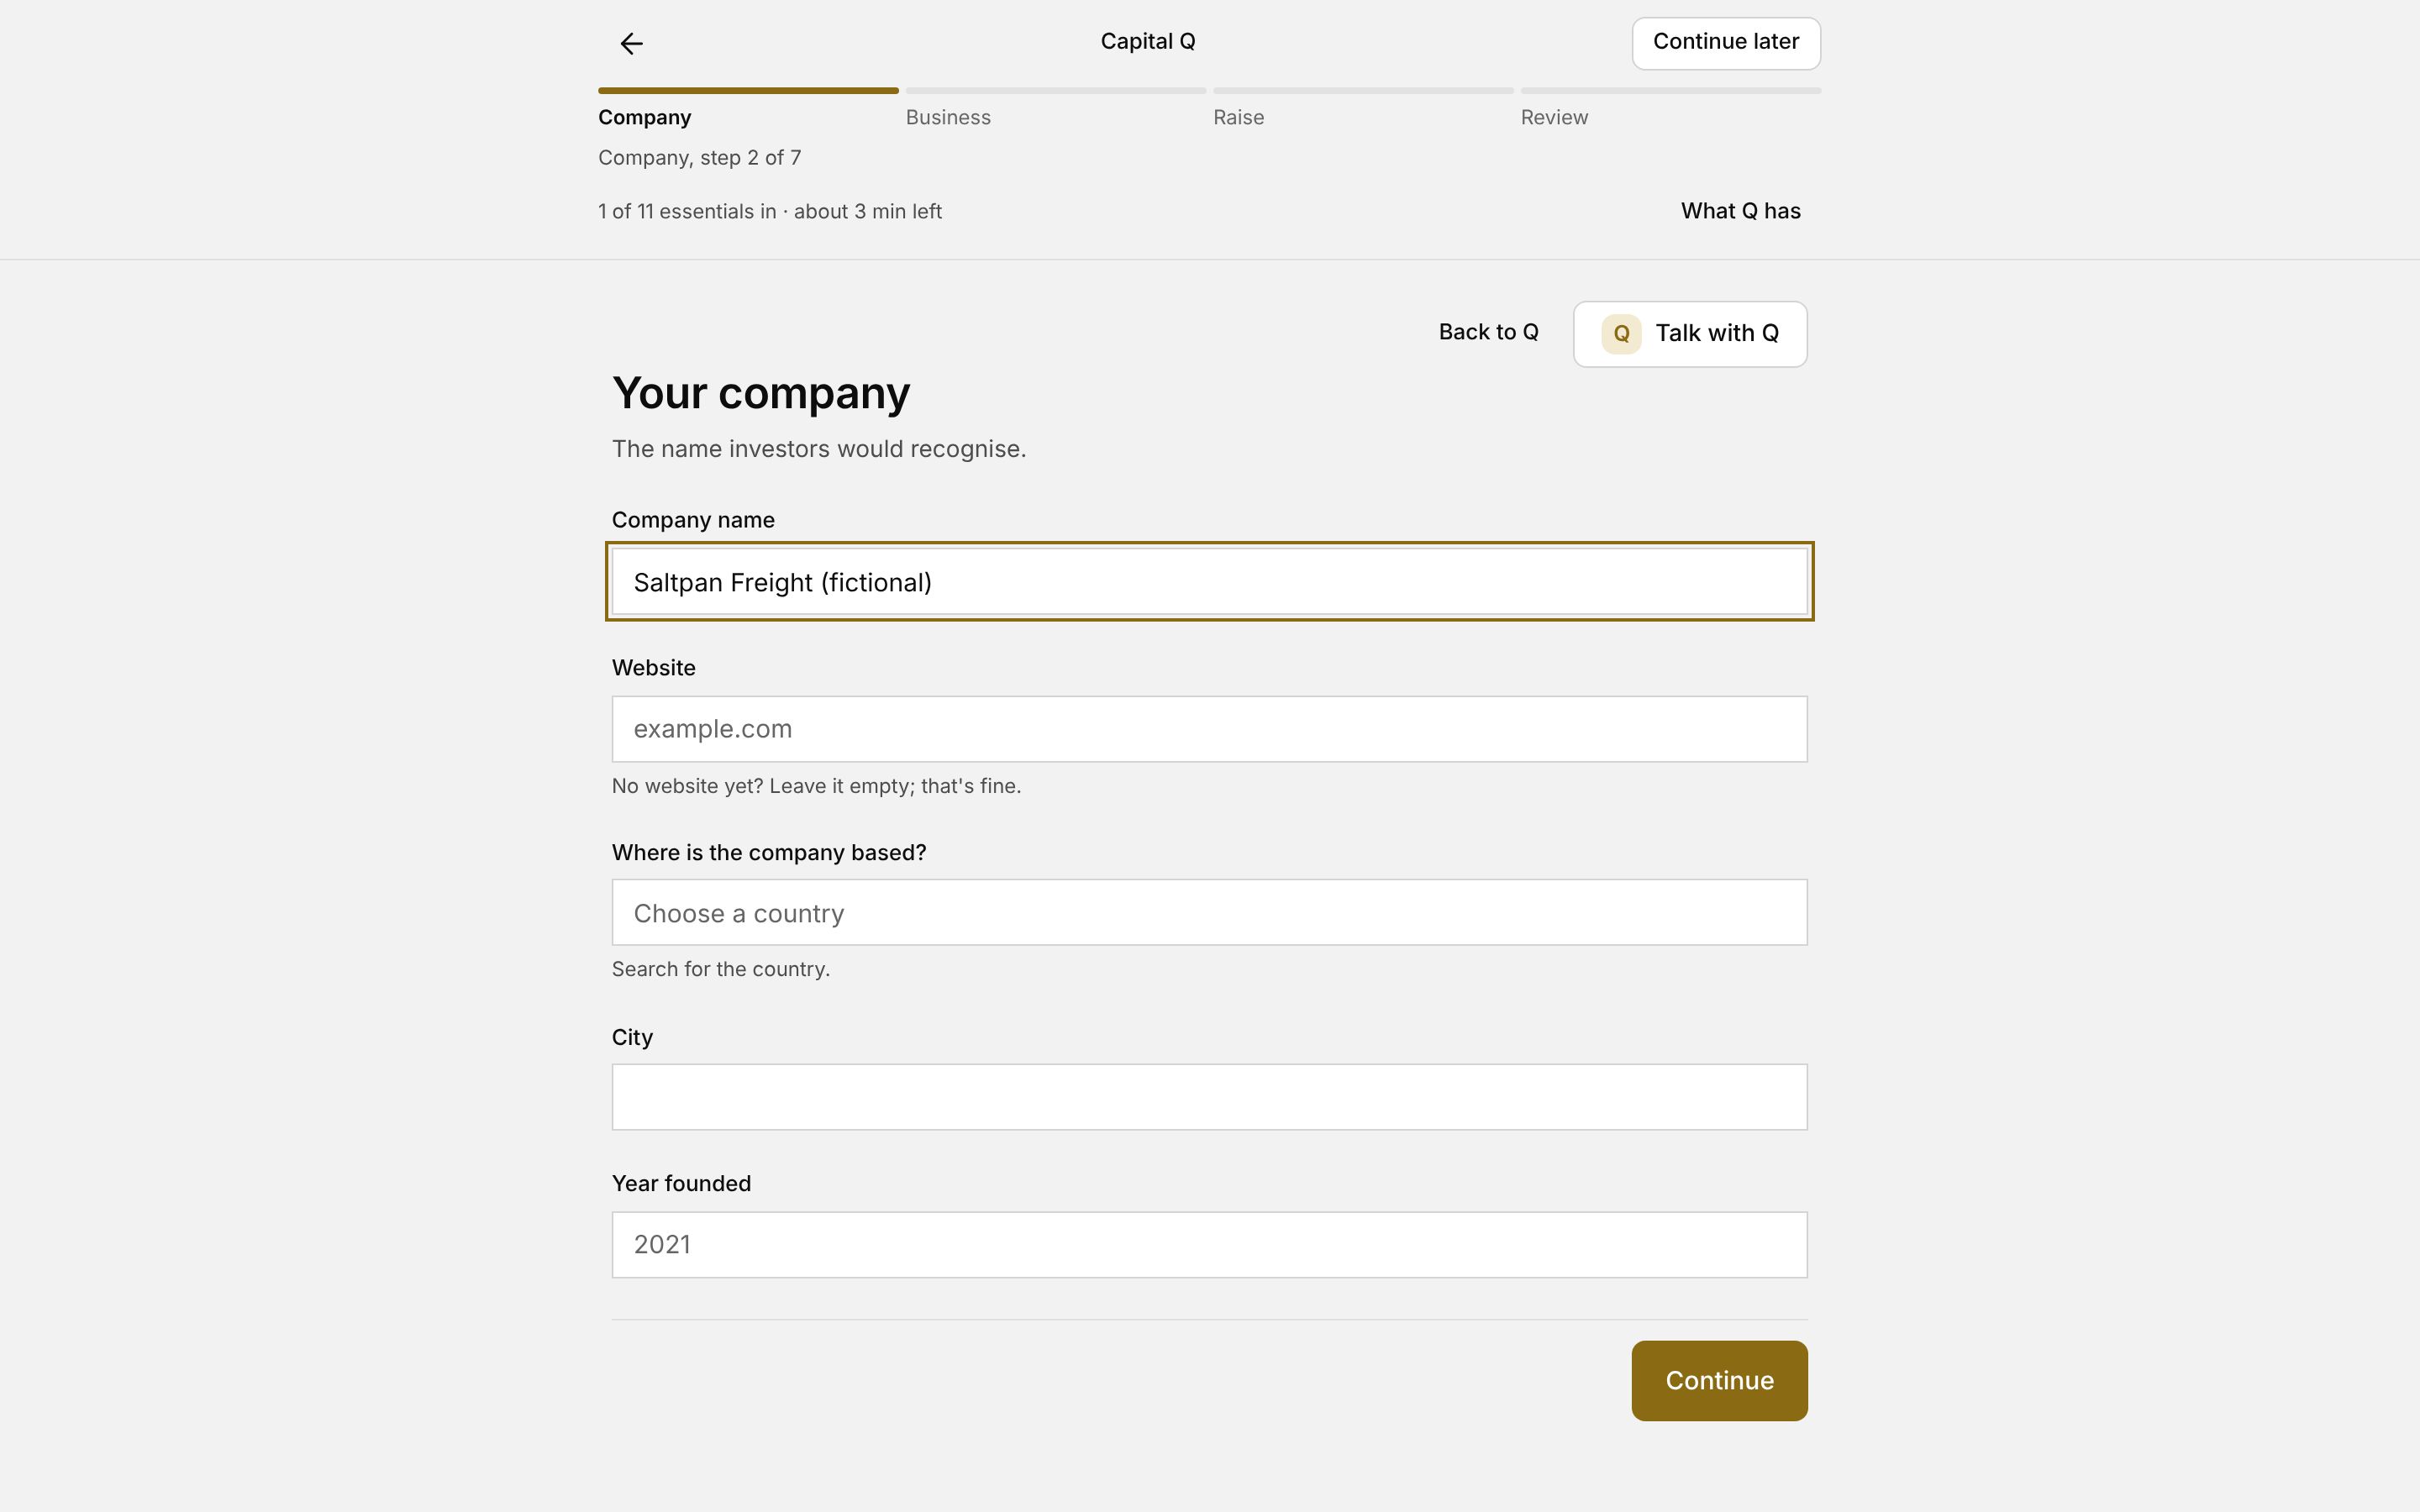 Capital Q
Continue later
Company
Business
Raise
Review
Company, step 2 of 7
1 of 11 essentials in · about 3 min left
What Q has
Back to Q
Q Talk with Q
Your company
The name investors would recognise.
Company name
Saltpan Freight (fictional)
Website
example.com
No website yet? Leave it empty; that's fine.
Where is the company based?
Choose a country
Search for the country.
City
Year founded
2021
Continue